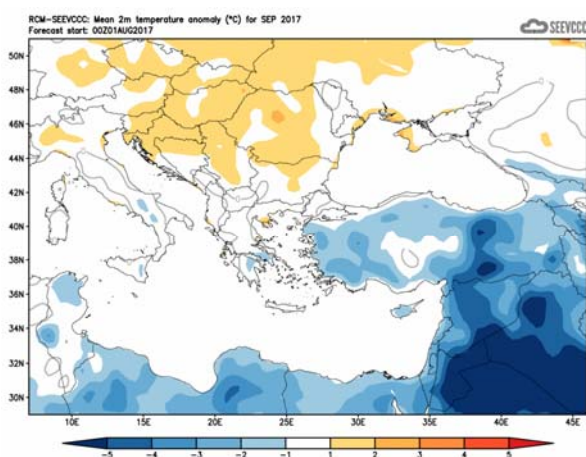 RCM-SEEVCCC: Mean 2m temperature anomaly (°C) for SEP 2017
Forecast start: 00Z01AUG2017
SEEVCCC
50N
48N
46N
44N
42N
40N
38N
36N
34N
32N
30N
10E 15E 20E 25E 30E 35E 40E 45E
-5 -4 -3 -2 -1 1 2 3 4 5